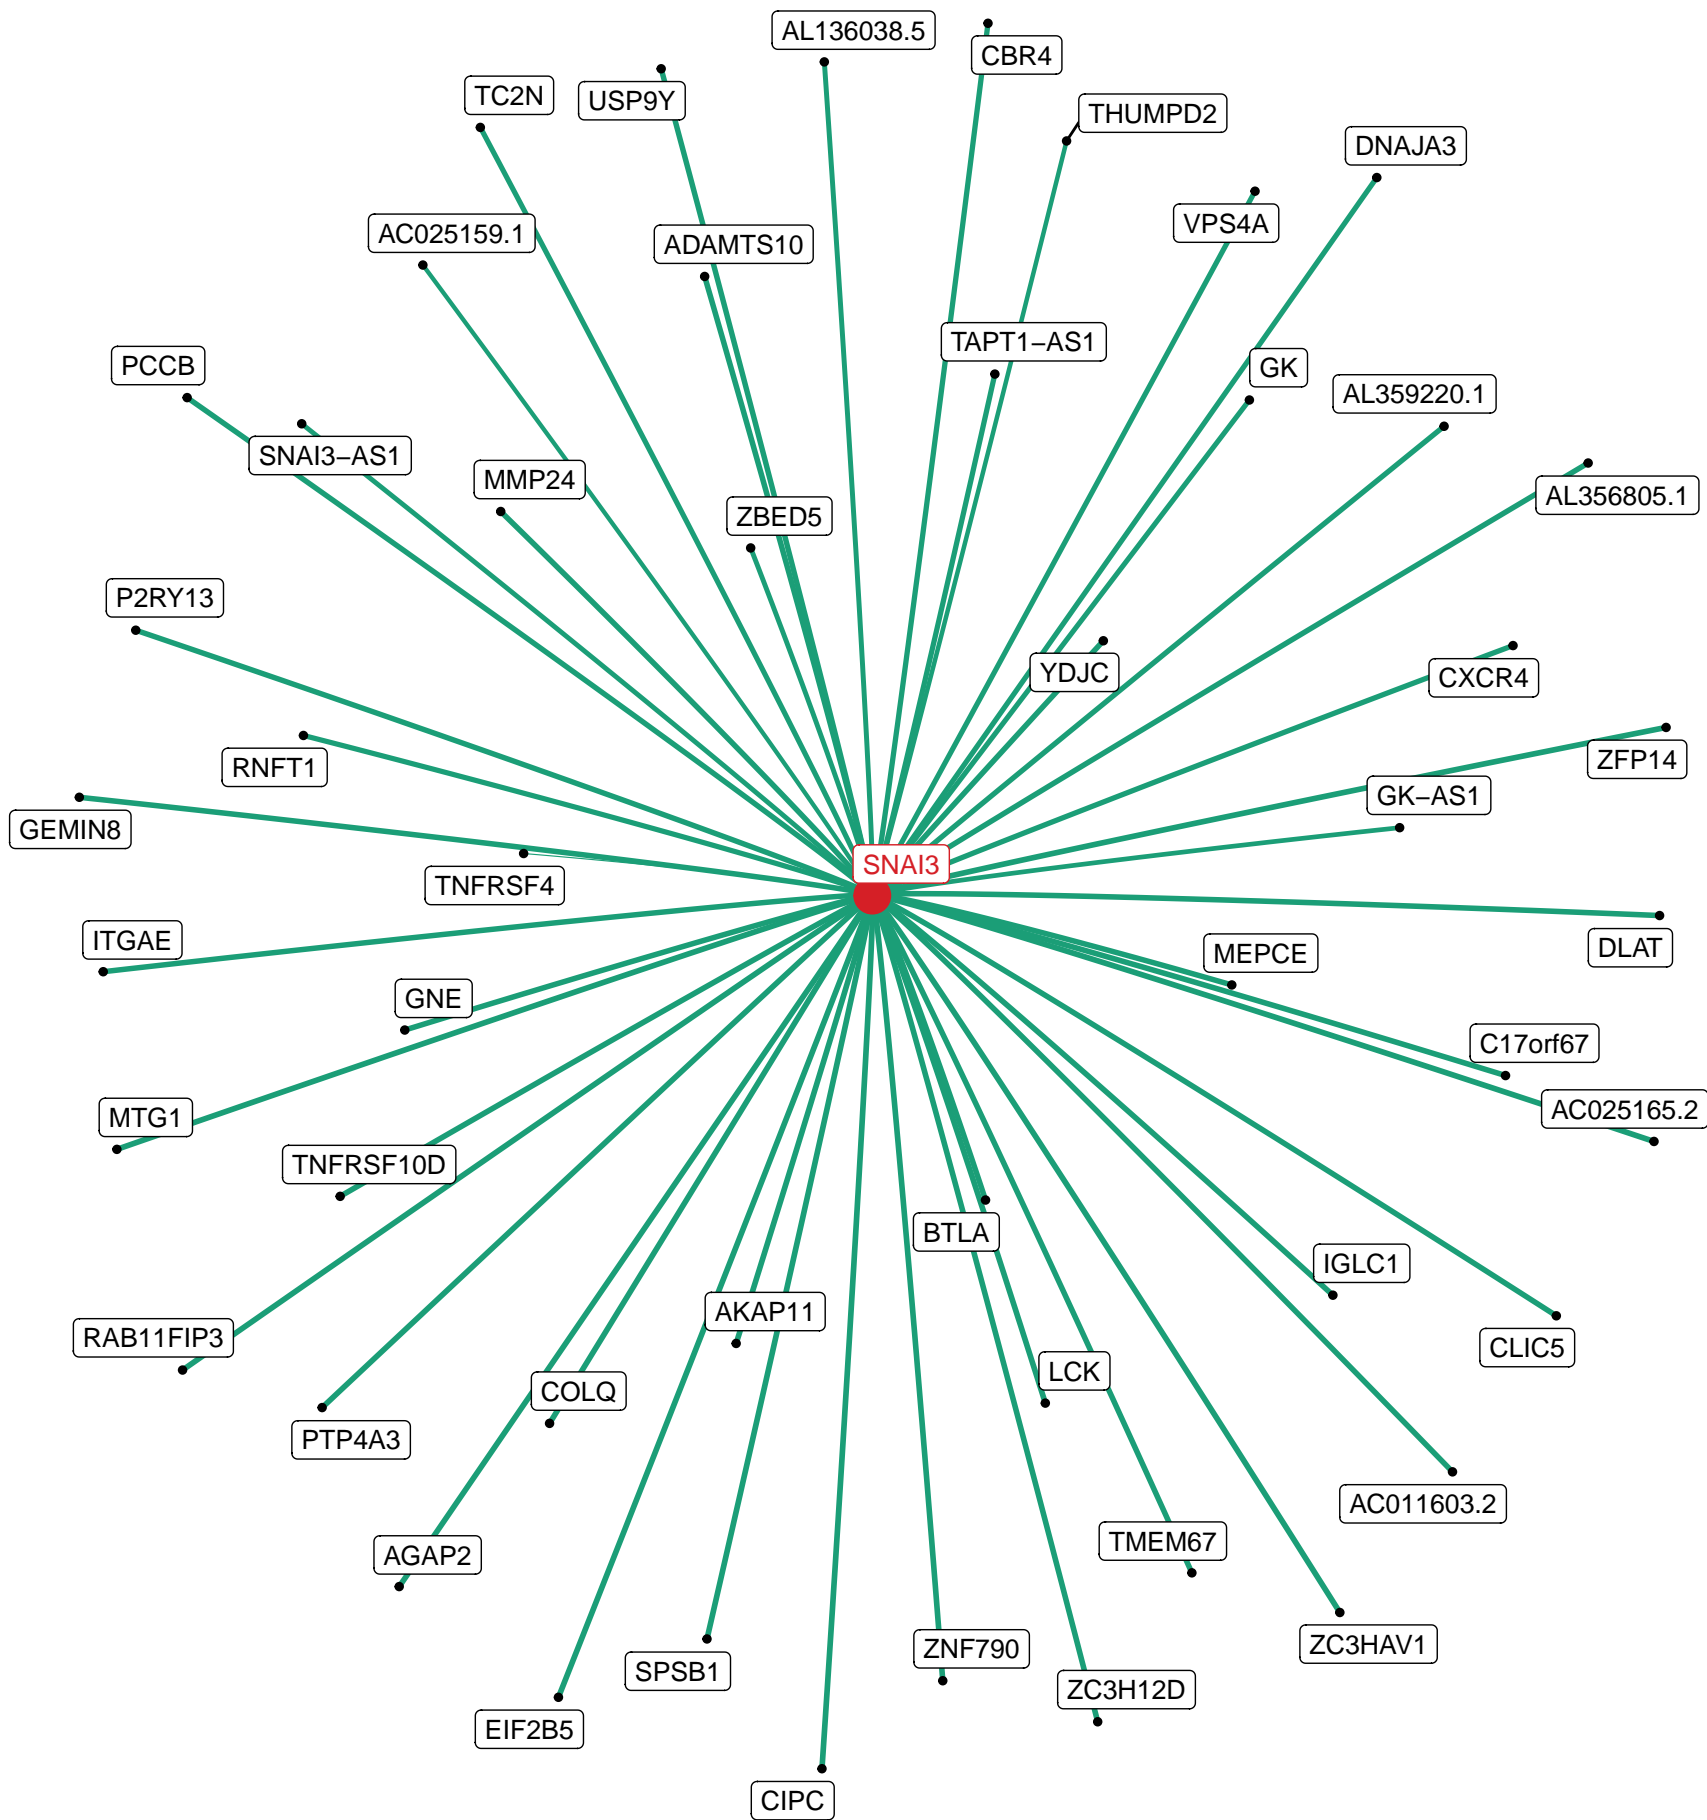 AL136038.5
CBR4
TC2N
USP9Y
THUMPD2
DNAJA3
VPS4A
AC025159.1
ADAMTS10
TAPT1−AS1
PCCB
GK
AL359220.1
SNAI3−AS1
MMP24
AL356805.1
ZBED5
P2RY13
YDJC
CXCR4
RNFT1
ZFP14
GK−AS1
GEMIN8
SNAI3
TNFRSF4
ITGAE
DLAT
MEPCE
GNE
C17orf67
AC025165.2
MTG1
TNFRSF10D
BTLA
IGLC1
AKAP11
RAB11FIP3
CLIC5
LCK
COLQ
PTP4A3
AC011603.2
TMEM67
AGAP2
ZC3HAV1
ZNF790
SPSB1
ZC3H12D
EIF2B5
CIPC